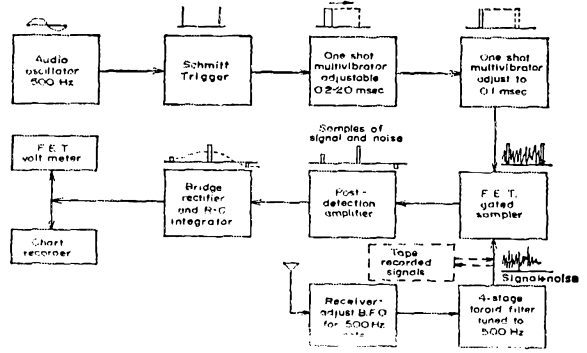 Audio
oscillator
500 Hz
Schmitt
Trigger
One shot
multivibrator
adjustable
0.2-2.0 msec
One shot
multivibrator
adjust to
0.1 msec
F.E.T.
volt meter
Chart
recorder
Bridge
rectifier
and R-C
integrator
Samples of
signal and noise
Post-
detection
amplifier
F.E.T.
gated
sampler
Tape
recorded
signals
Signal+noise
Receiver-
adjust B.F.O
for 500 Hz
4-stage
toroid filter
tuned to
500 Hz